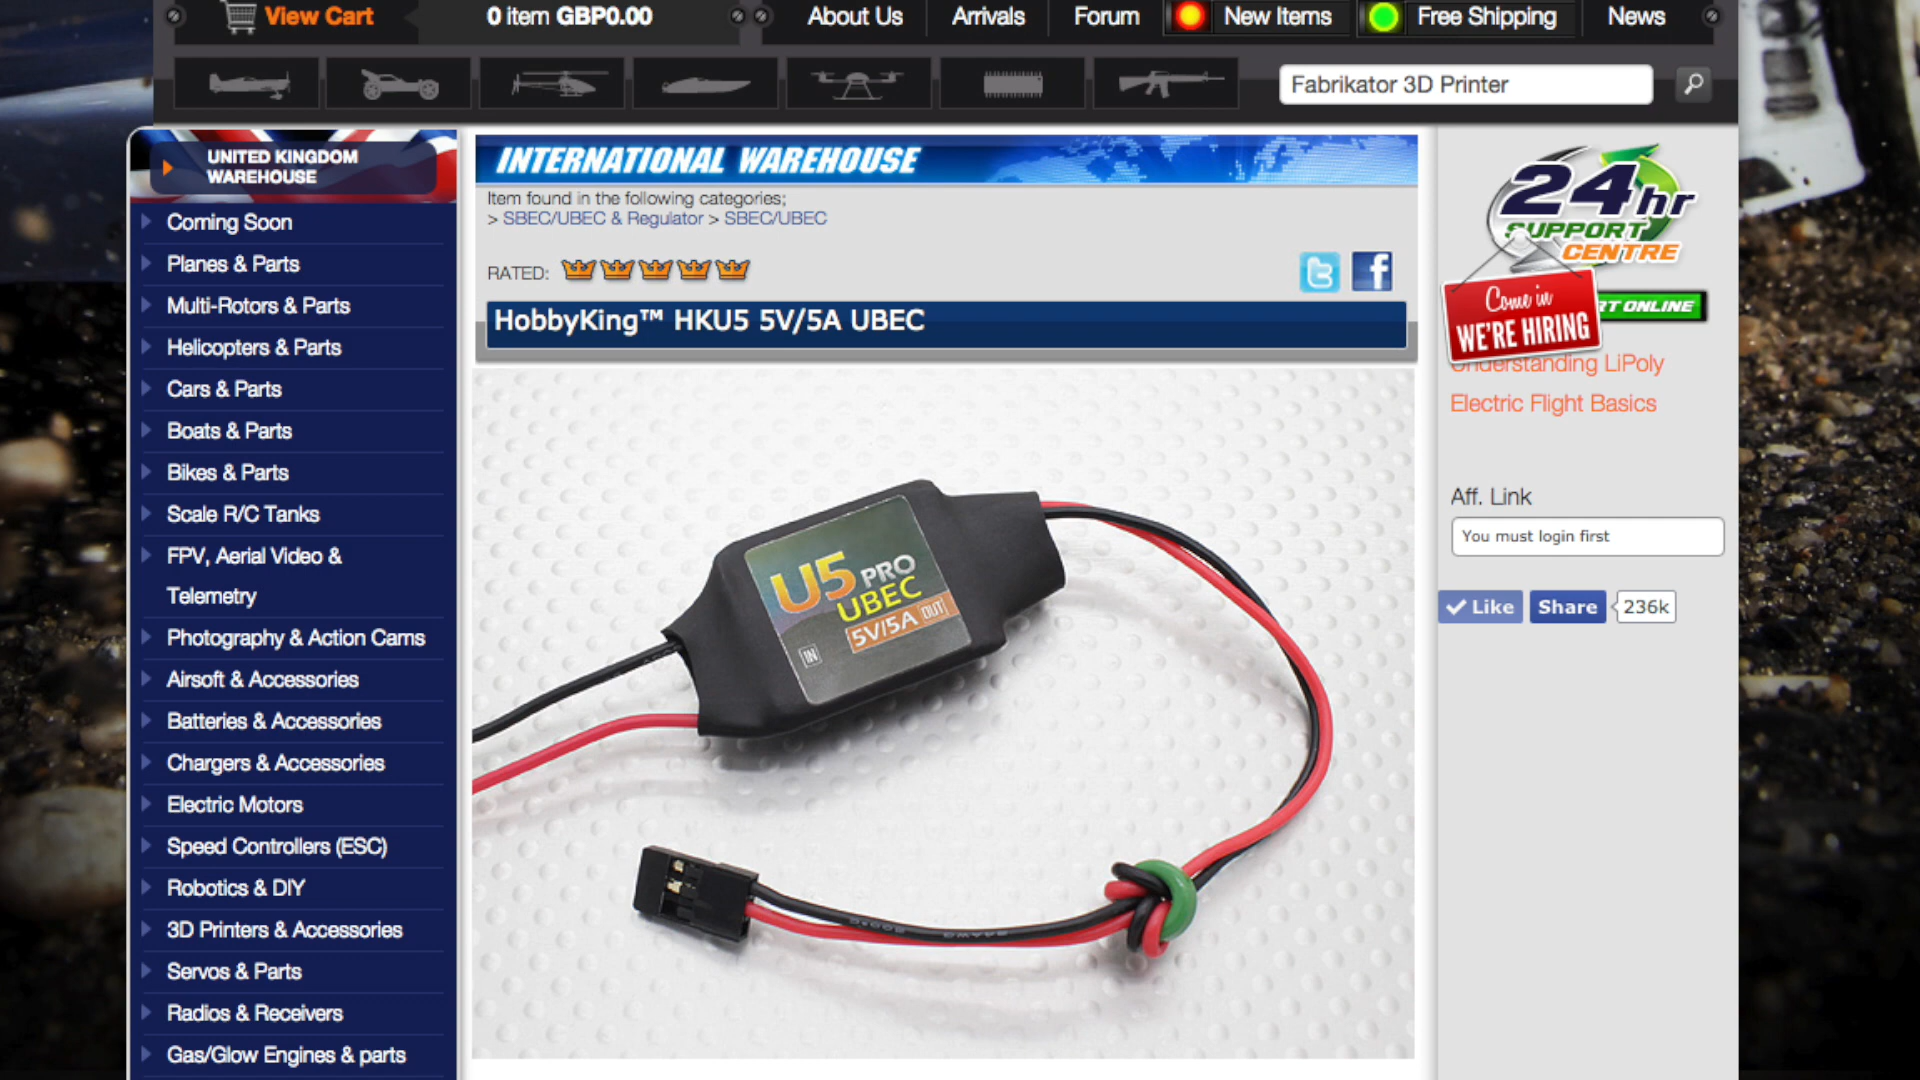 View Cart
0 item GBP0.00
About Us
Arrivals
Forum
New Items
Free Shipping
News
Fabrikator 3D Printer
UNITED KINGDOM
WAREHOUSE
Coming Soon
Planes & Parts
Multi-Rotors & Parts
Helicopters & Parts
Cars & Parts
Boats & Parts
Bikes & Parts
Scale R/C Tanks
FPV, Aerial Video &
Telemetry
Photography & Action Cams
Airsoft & Accessories
Batteries & Accessories
Chargers & Accessories
Electric Motors
Speed Controllers (ESC)
Robotics & DIY
3D Printers & Accessories
Servos & Parts
Radios & Receivers
Gas/Glow Engines & parts
INTERNATIONAL WAREHOUSE
Item found in the following categories;
> SBEC/UBEC & Regulator > SBEC/UBEC
RATED:
HobbyKing™ HKU5 5V/5A UBEC
U5 PRO
UBEC
5V/5A OUT
IN
24hr
SUPPORT
CENTRE
Come in
WE'RE HIRING
ONLINE
Understanding LiPoly
Electric Flight Basics
Aff. Link
You must login first
Like
Share
236k